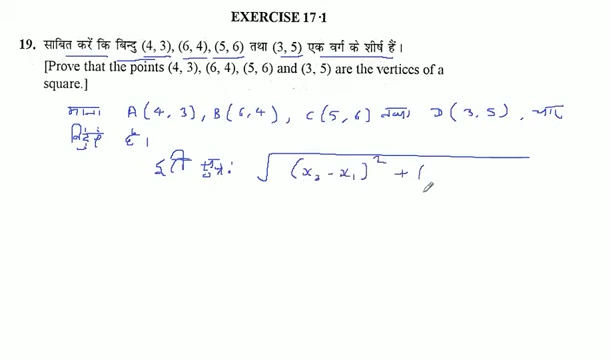 EXERCISE 17·1
19. साबित करें कि बिन्दु (4, 3), (6, 4), (5, 6) तथा (3, 5) एक वर्ग के शीर्ष हैं।
[Prove that the points (4, 3), (6, 4), (5, 6) and (3, 5) are the vertices of a
square.]
माना A(4, 3), B(6, 4), C(5, 6) तथा D(3, 5), चार
बिंदु हैं।
दूरी सूत्र: √(x₂ - x₁)² + (